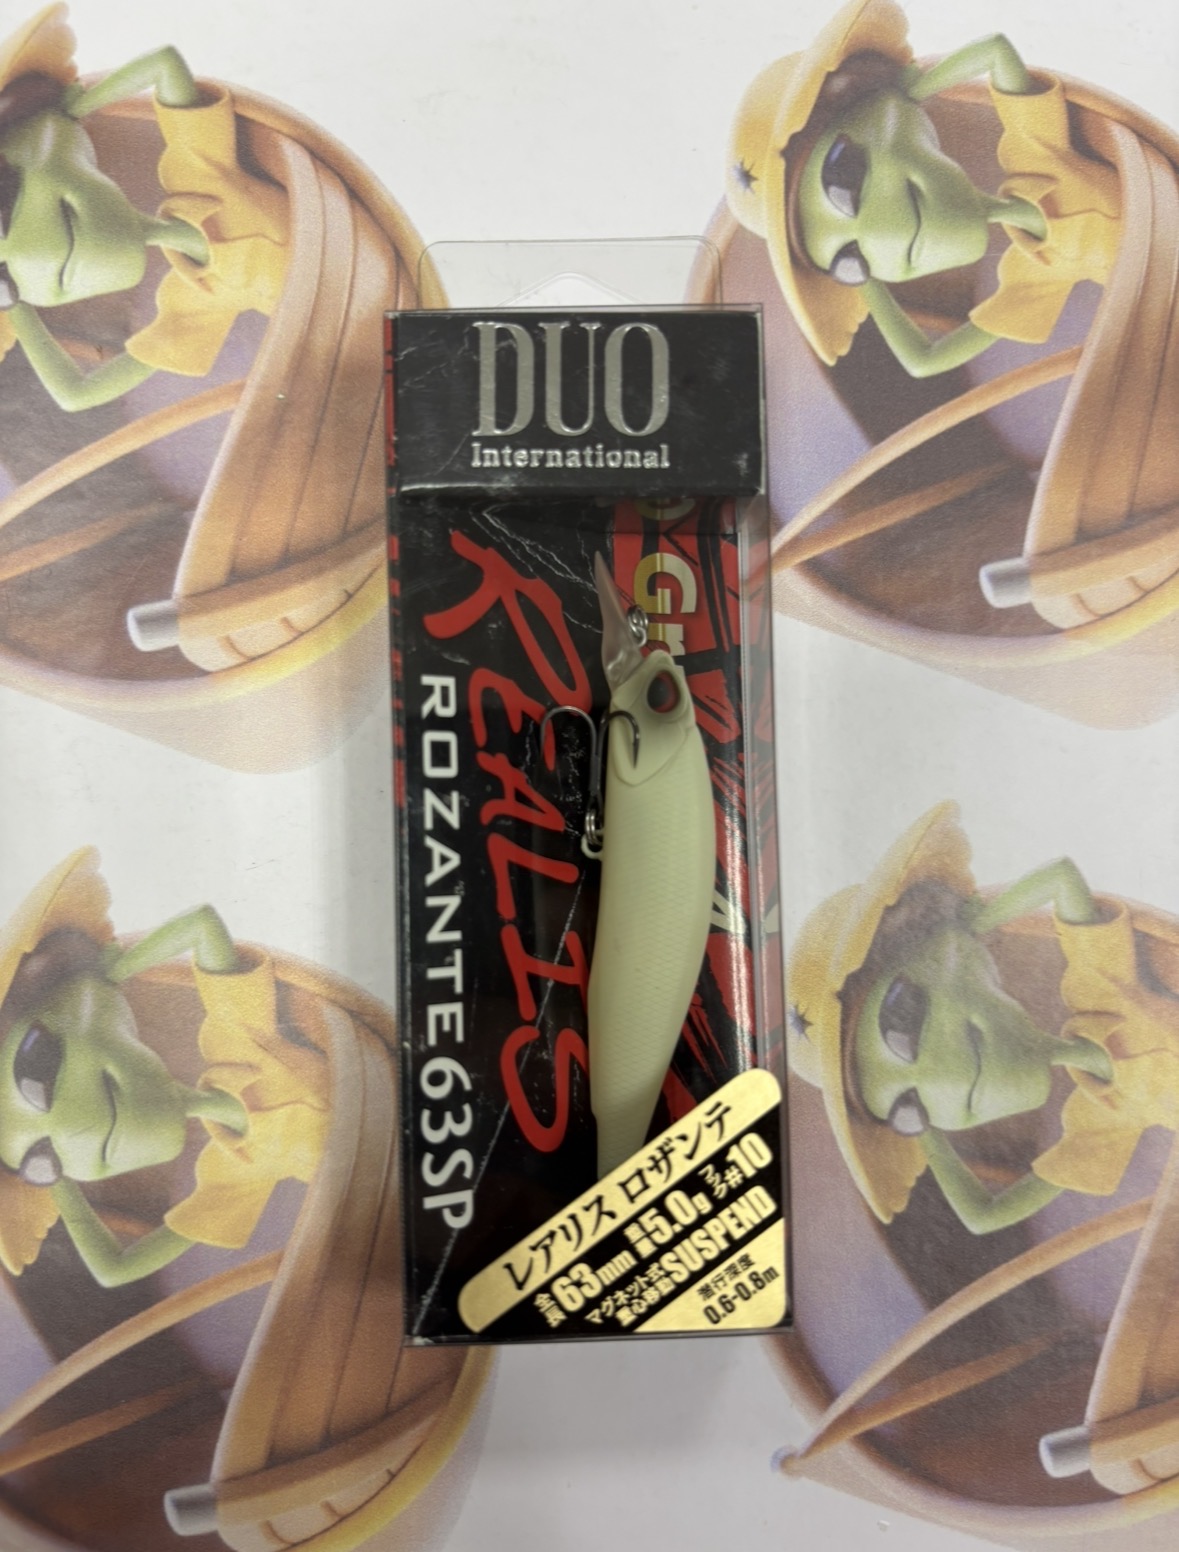 DUO
International
REALIS
ROZANTE63SP
Gr
レアリス ロザンテ
全長63mm 重量5.0g フック#10
マグネット式重心移動 SUSPEND
潜行深度
0.6-0.8m